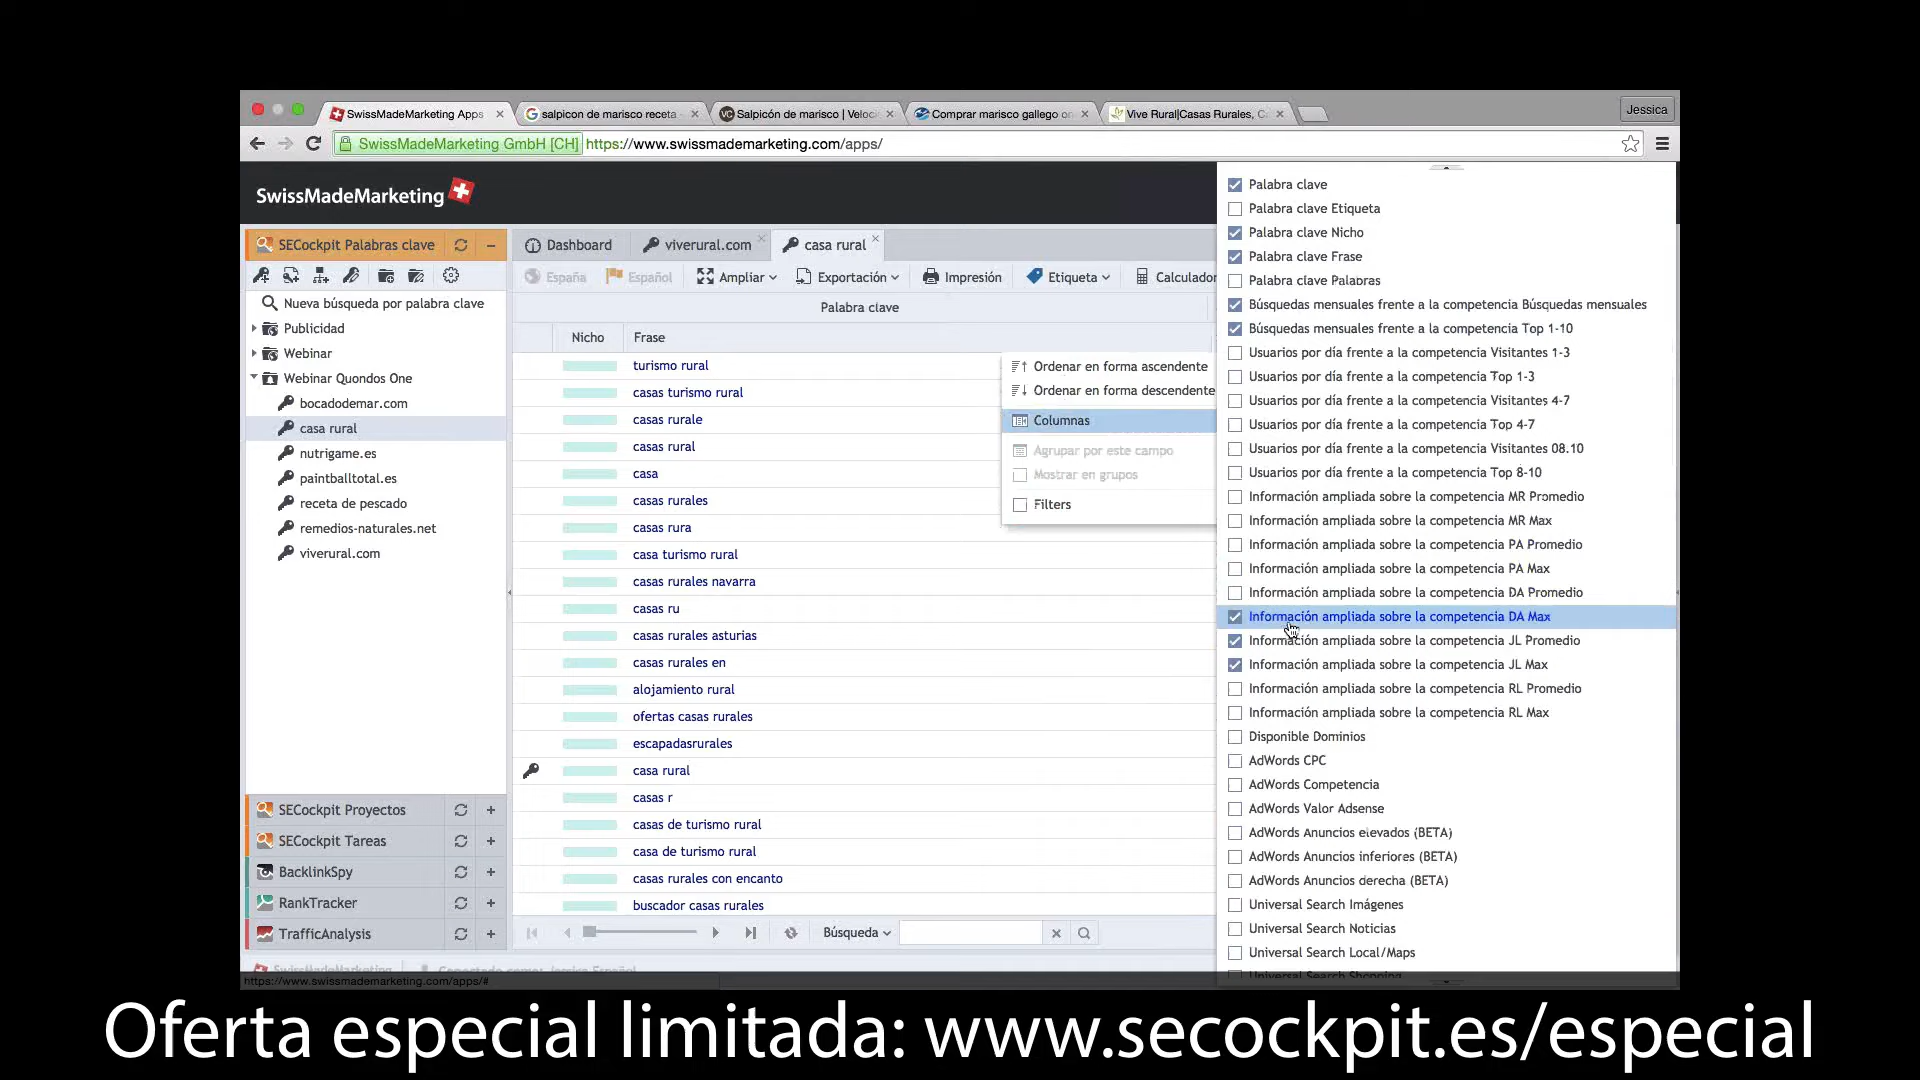 SwissMadeMarketing Apps
salpicon de marisco receta -
Salpicón de marisco | Veloci
Comprar marisco gallego on
Vive Rural|Casas Rurales, C
Jessica
SwissMadeMarketing GmbH [CH] https://www.swissmademarketing.com/apps/
SwissMadeMarketing
SECockpit Palabras clave
Nueva búsqueda por palabra clave
Publicidad
Webinar
Webinar Quondos One
bocadodemar.com
casa rural
nutrigame.es
paintballtotal.es
receta de pescado
remedios-naturales.net
viverural.com
SECockpit Proyectos
SECockpit Tareas
BacklinkSpy
RankTracker
TrafficAnalysis
Dashboard
viverural.com
casa rural
España
Español
Ampliar
Exportación
Impresión
Etiqueta
Calculador
Palabra clave
Nicho
Frase
turismo rural
casas turismo rural
casas rurale
casas rural
casa
casas rurales
casas rura
casa turismo rural
casas rurales navarra
casas ru
casas rurales asturias
casas rurales en
alojamiento rural
ofertas casas rurales
escapadasrurales
casa rural
casas r
casas de turismo rural
casa de turismo rural
casas rurales con encanto
buscador casas rurales
Búsqueda
Ordenar en forma ascendente
Ordenar en forma descendente
Columnas
Agrupar por este campo
Mostrar en grupos
Filters
Palabra clave
Palabra clave Etiqueta
Palabra clave Nicho
Palabra clave Frase
Palabra clave Palabras
Búsquedas mensuales frente a la competencia Búsquedas mensuales
Búsquedas mensuales frente a la competencia Top 1-10
Usuarios por día frente a la competencia Visitantes 1-3
Usuarios por día frente a la competencia Top 1-3
Usuarios por día frente a la competencia Visitantes 4-7
Usuarios por día frente a la competencia Top 4-7
Usuarios por día frente a la competencia Visitantes 08.10
Usuarios por día frente a la competencia Top 8-10
Información ampliada sobre la competencia MR Promedio
Información ampliada sobre la competencia MR Max
Información ampliada sobre la competencia PA Promedio
Información ampliada sobre la competencia PA Max
Información ampliada sobre la competencia DA Promedio
Información ampliada sobre la competencia DA Max
Información ampliada sobre la competencia JL Promedio
Información ampliada sobre la competencia JL Max
Información ampliada sobre la competencia RL Promedio
Información ampliada sobre la competencia RL Max
Disponible Dominios
AdWords CPC
AdWords Competencia
AdWords Valor Adsense
AdWords Anuncios elevados (BETA)
AdWords Anuncios inferiores (BETA)
AdWords Anuncios derecha (BETA)
Universal Search Imágenes
Universal Search Noticias
Universal Search Local/Maps
Universal Search Shopping
SwissMadeMarketing
Conectado como: Jessica Español
https://www.swissmademarketing.com/apps/#
Oferta especial limitada: www.secockpit.es/especial